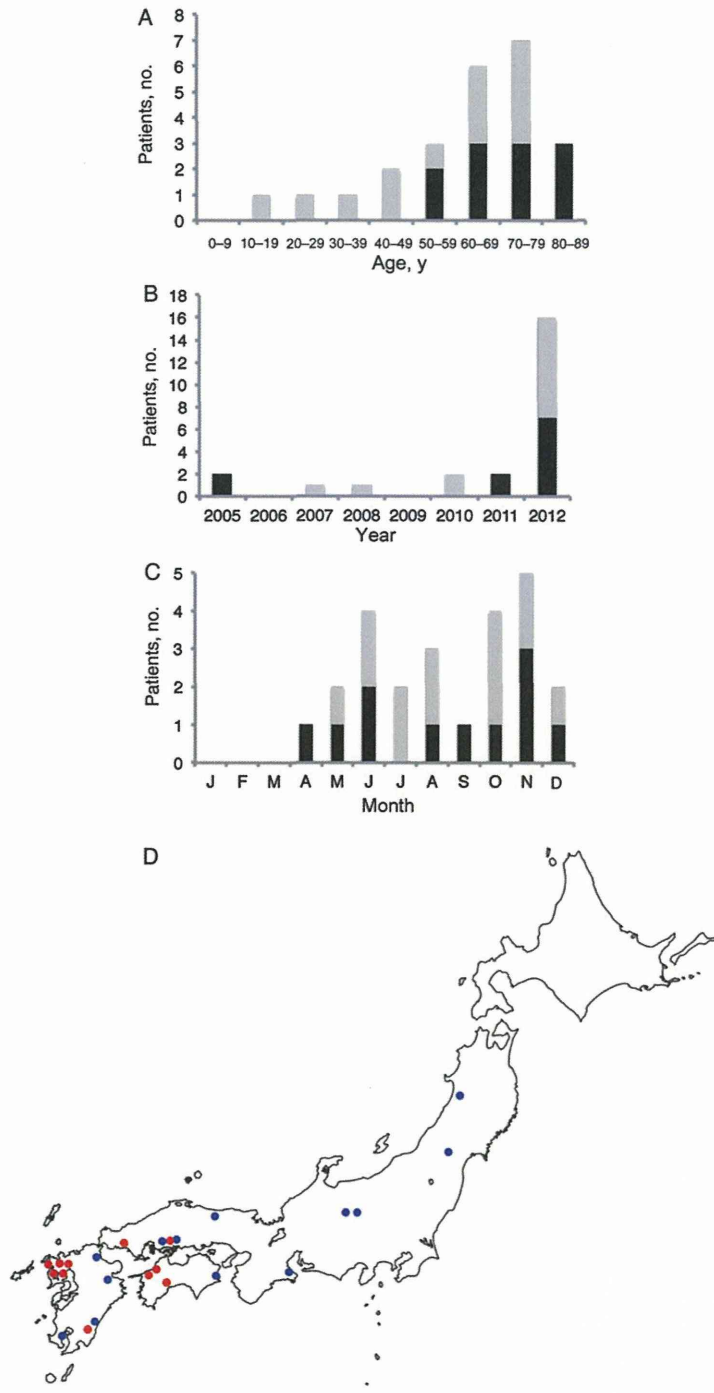 A
8
7
6
5
4
3
2
1
0
Patients, no.
0–9 10–19 20–29 30–39 40–49 50–59 60–69 70–79 80–89
Age, y
B
18
16
14
12
10
8
6
4
2
0
Patients, no.
2005 2006 2007 2008 2009 2010 2011 2012
Year
C
5
4
3
2
1
0
Patients, no.
J F M A M J J A S O N D
Month
D